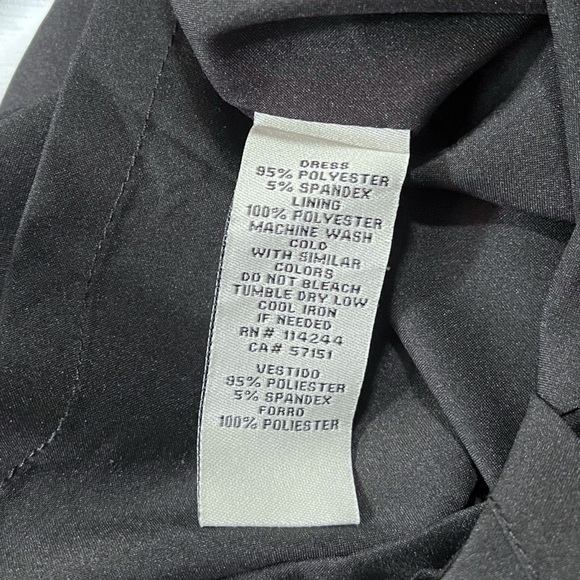 DRESS
95% POLYESTER
5% SPANDEX
LINING
100% POLYESTER
MACHINE WASH
COLD
WITH SIMILAR
COLORS
DO NOT BLEACH
TUMBLE DRY LOW
COOL IRON
IF NEEDED
RN# 114244
CA# 57151
VESTIDO
95% POLIESTER
5% SPANDEX
FORRO
100% POLIESTER